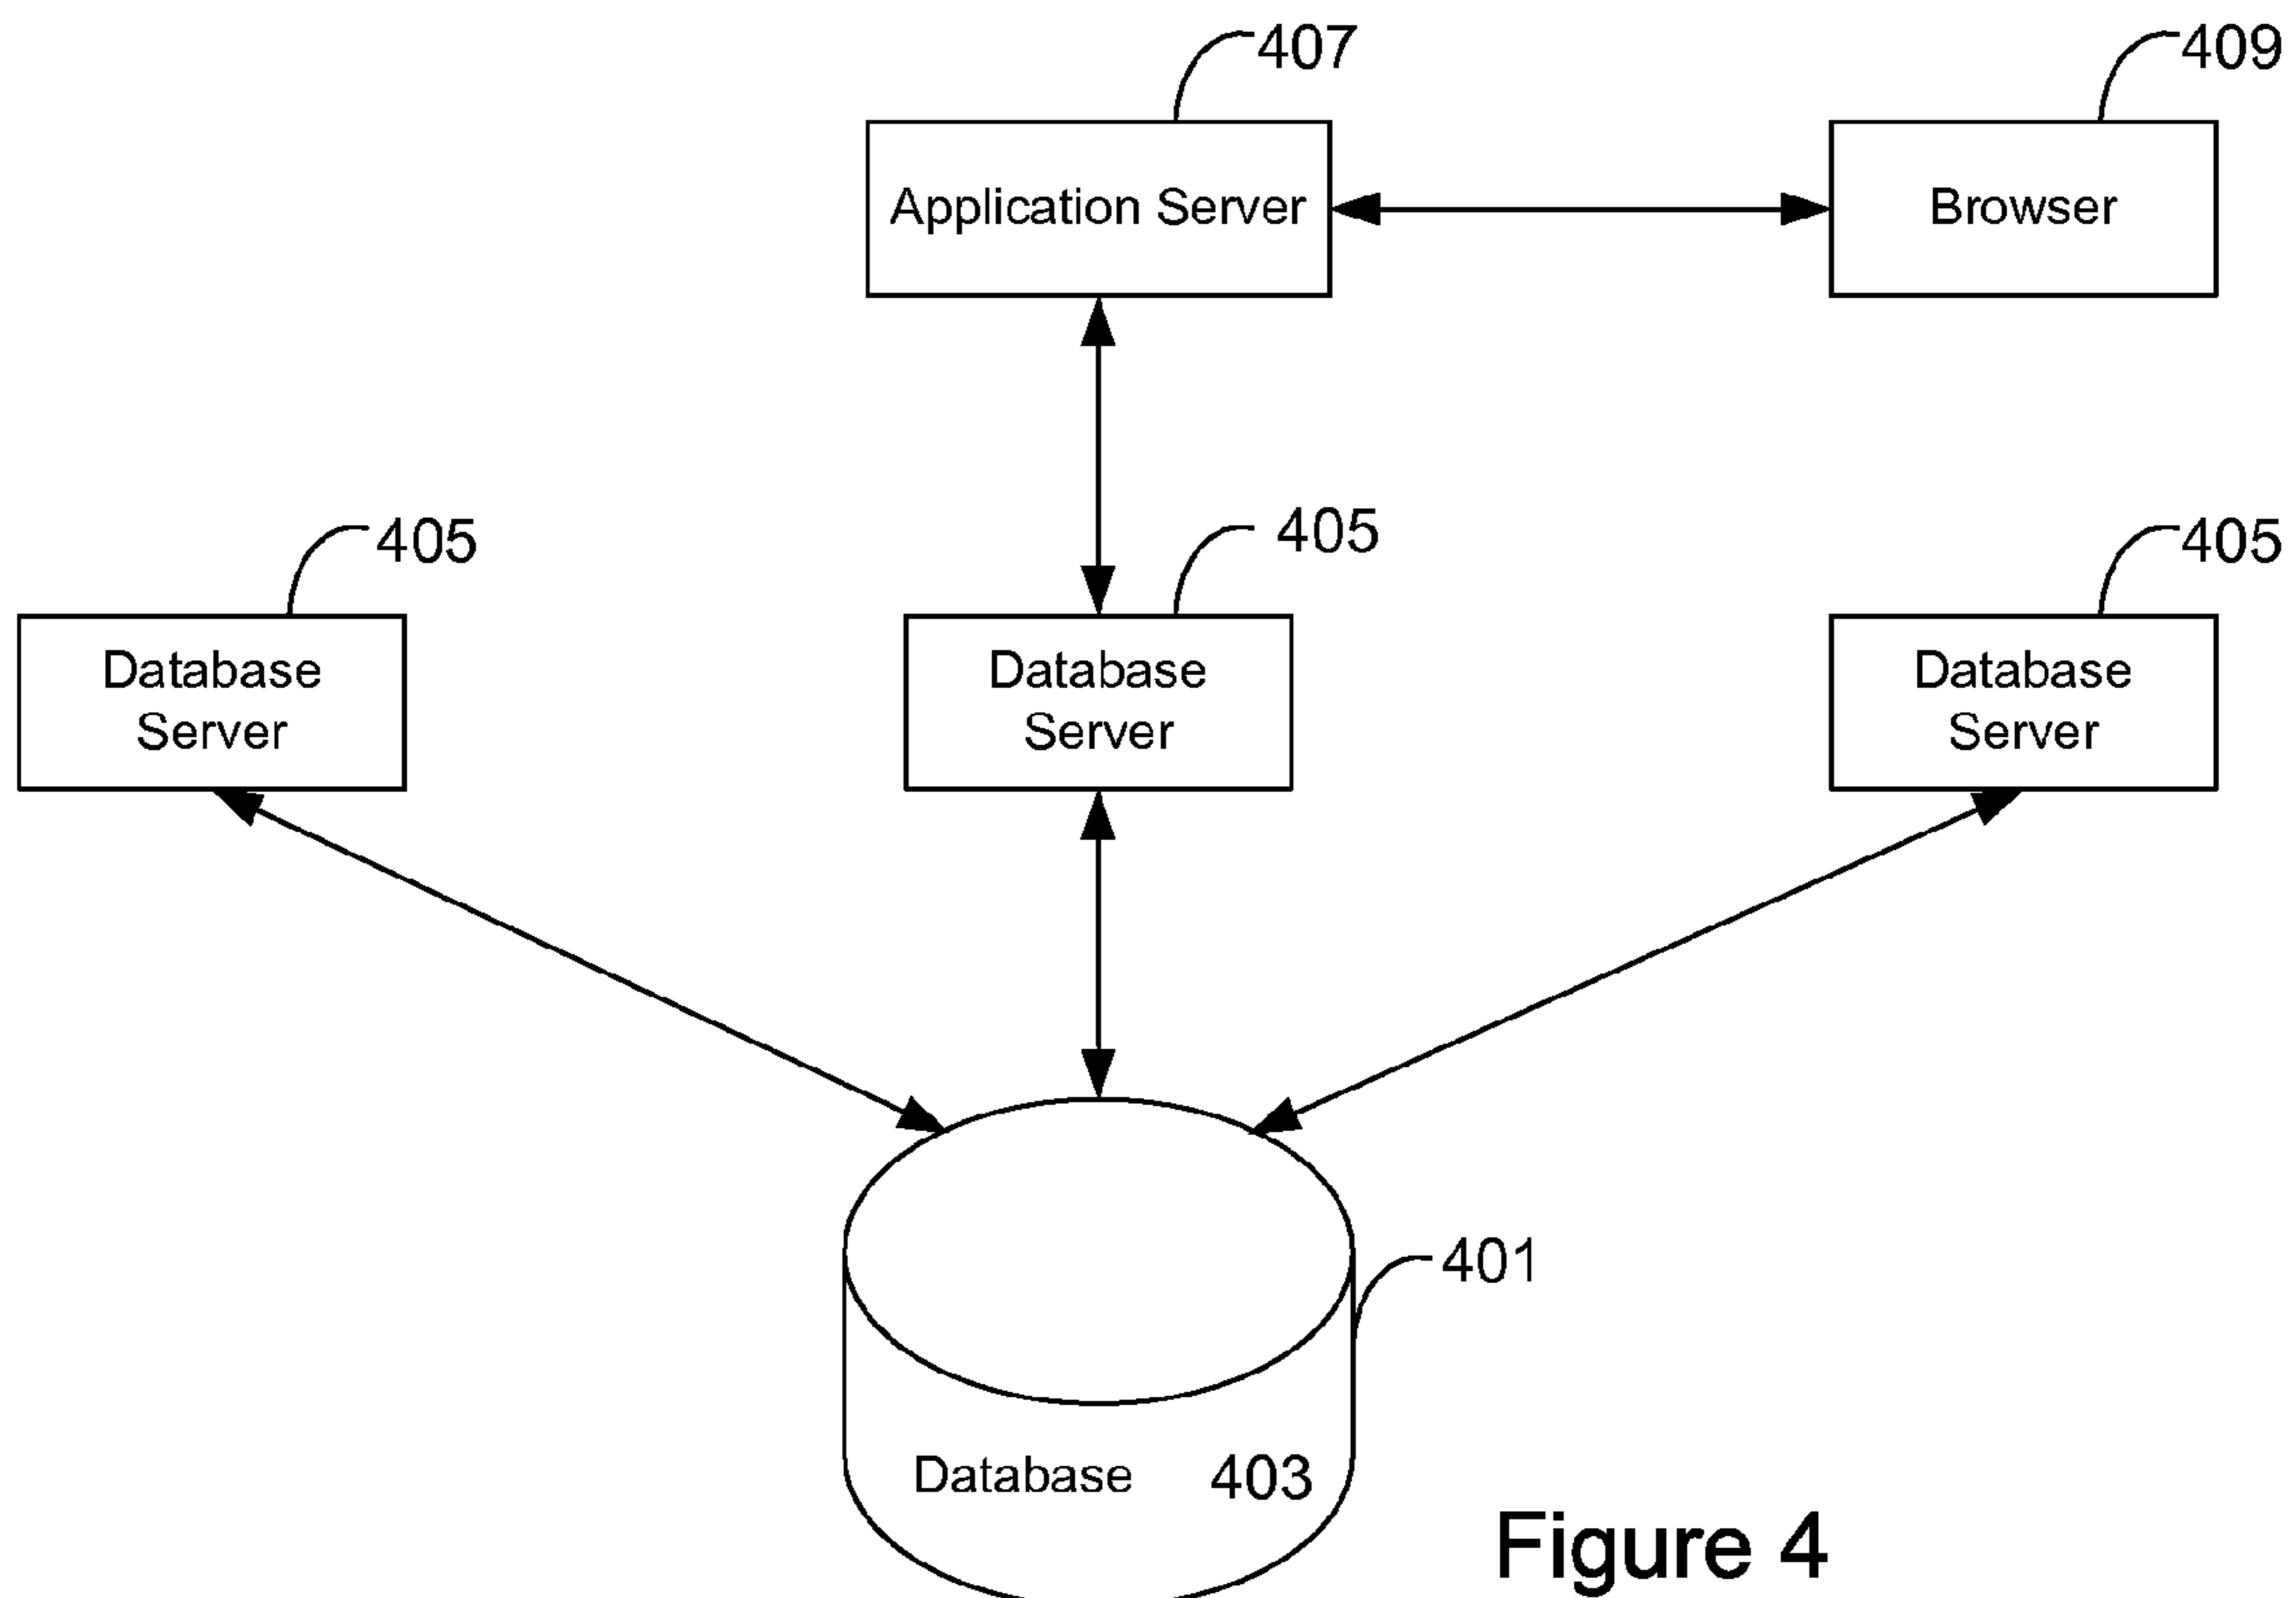 407
409
Application Server
Browser
405
405
405
Database
Server
Database
Server
Database
Server
401
Database 403
Figure 4